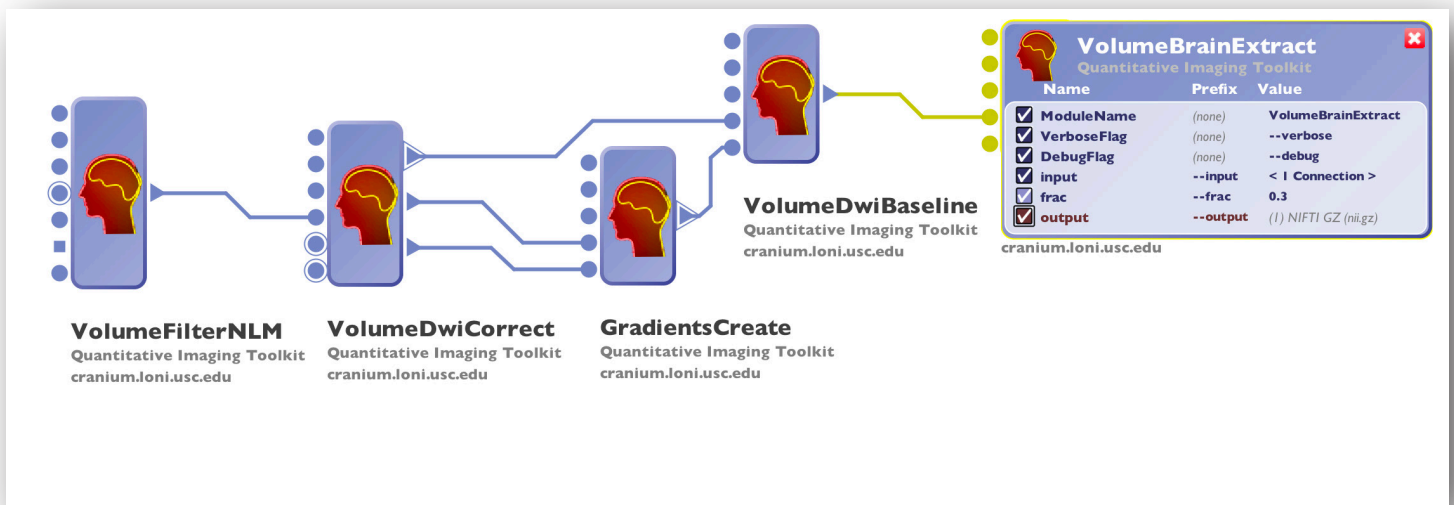 VolumeBrainExtract
Quantitative Imaging Toolkit
Name Prefix Value
ModuleName (none) VolumeBrainExtract
VerboseFlag (none) --verbose
DebugFlag (none) --debug
input --input < 1 Connection >
frac --frac 0.3
output --output (1) NIFTI GZ (nii.gz)
cranium.loni.usc.edu
VolumeDwiBaseline
Quantitative Imaging Toolkit
cranium.loni.usc.edu
VolumeFilterNLM
Quantitative Imaging Toolkit
cranium.loni.usc.edu
VolumeDwiCorrect
Quantitative Imaging Toolkit
cranium.loni.usc.edu
GradientsCreate
Quantitative Imaging Toolkit
cranium.loni.usc.edu